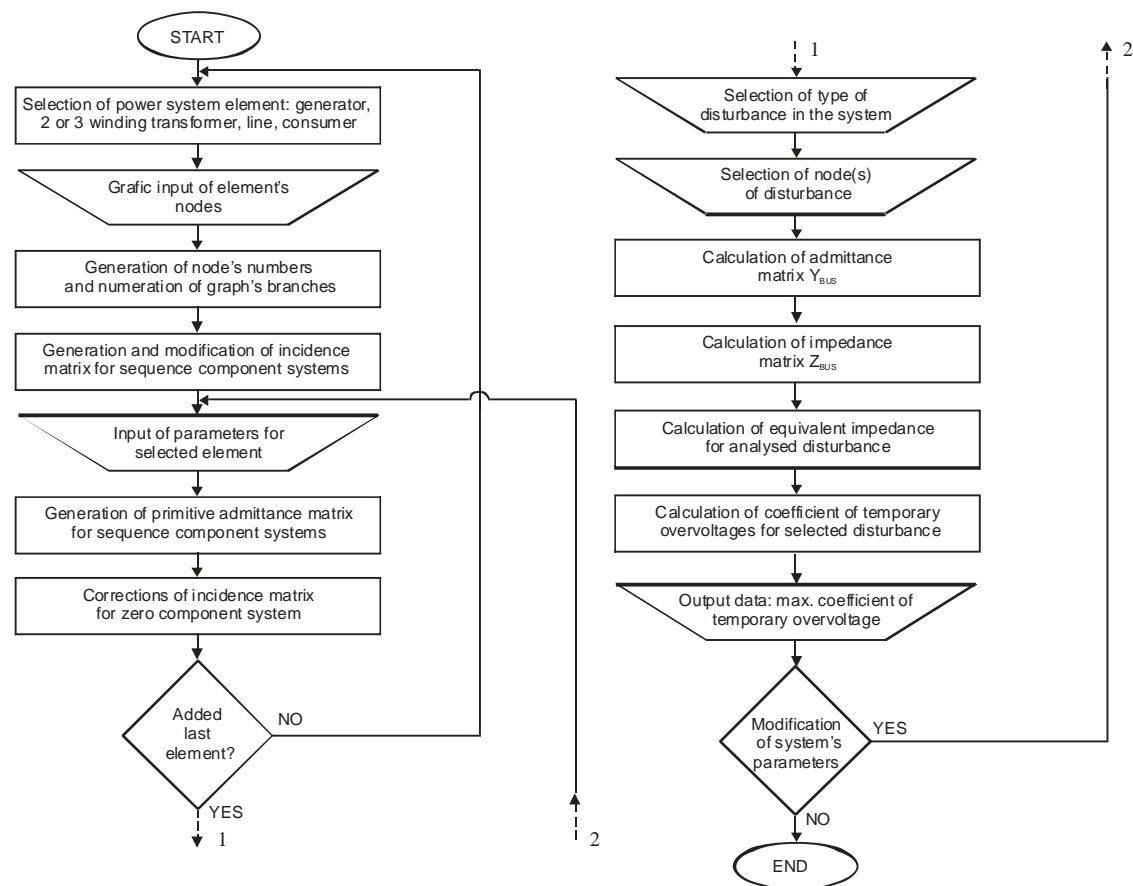 START
Selection of power system element: generator,
2 or 3 winding transformer, line, consumer
Grafic input of element's
nodes
Generation of node's numbers
and numeration of graph's branches
Generation and modification of incidence
matrix for sequence component systems
Input of parameters for
selected element
Generation of primitive admittance matrix
for sequence component systems
Corrections of incidence matrix
for zero component system
Added
last
element?
NO
YES
1
2
1
2
Selection of type of
disturbance in the system
Selection of node(s)
of disturbance
Calculation of admittance
matrix Y_BUS
Calculation of impedance
matrix Z_BUS
Calculation of equivalent impedance
for analysed disturbance
Calculation of coefficient of temporary
overvoltages for selected disturbance
Output data: max. coefficient of
temporary overvoltage
Modification
of system's
parameters
YES
NO
END